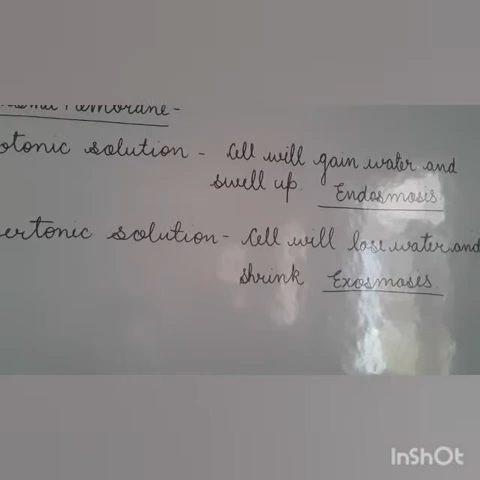 Membrane-
otonic solution - Cell will gain water and
swell up. Endosmosis
ertonic solution - Cell will lose water and
shrink Exosmosis
InShOt